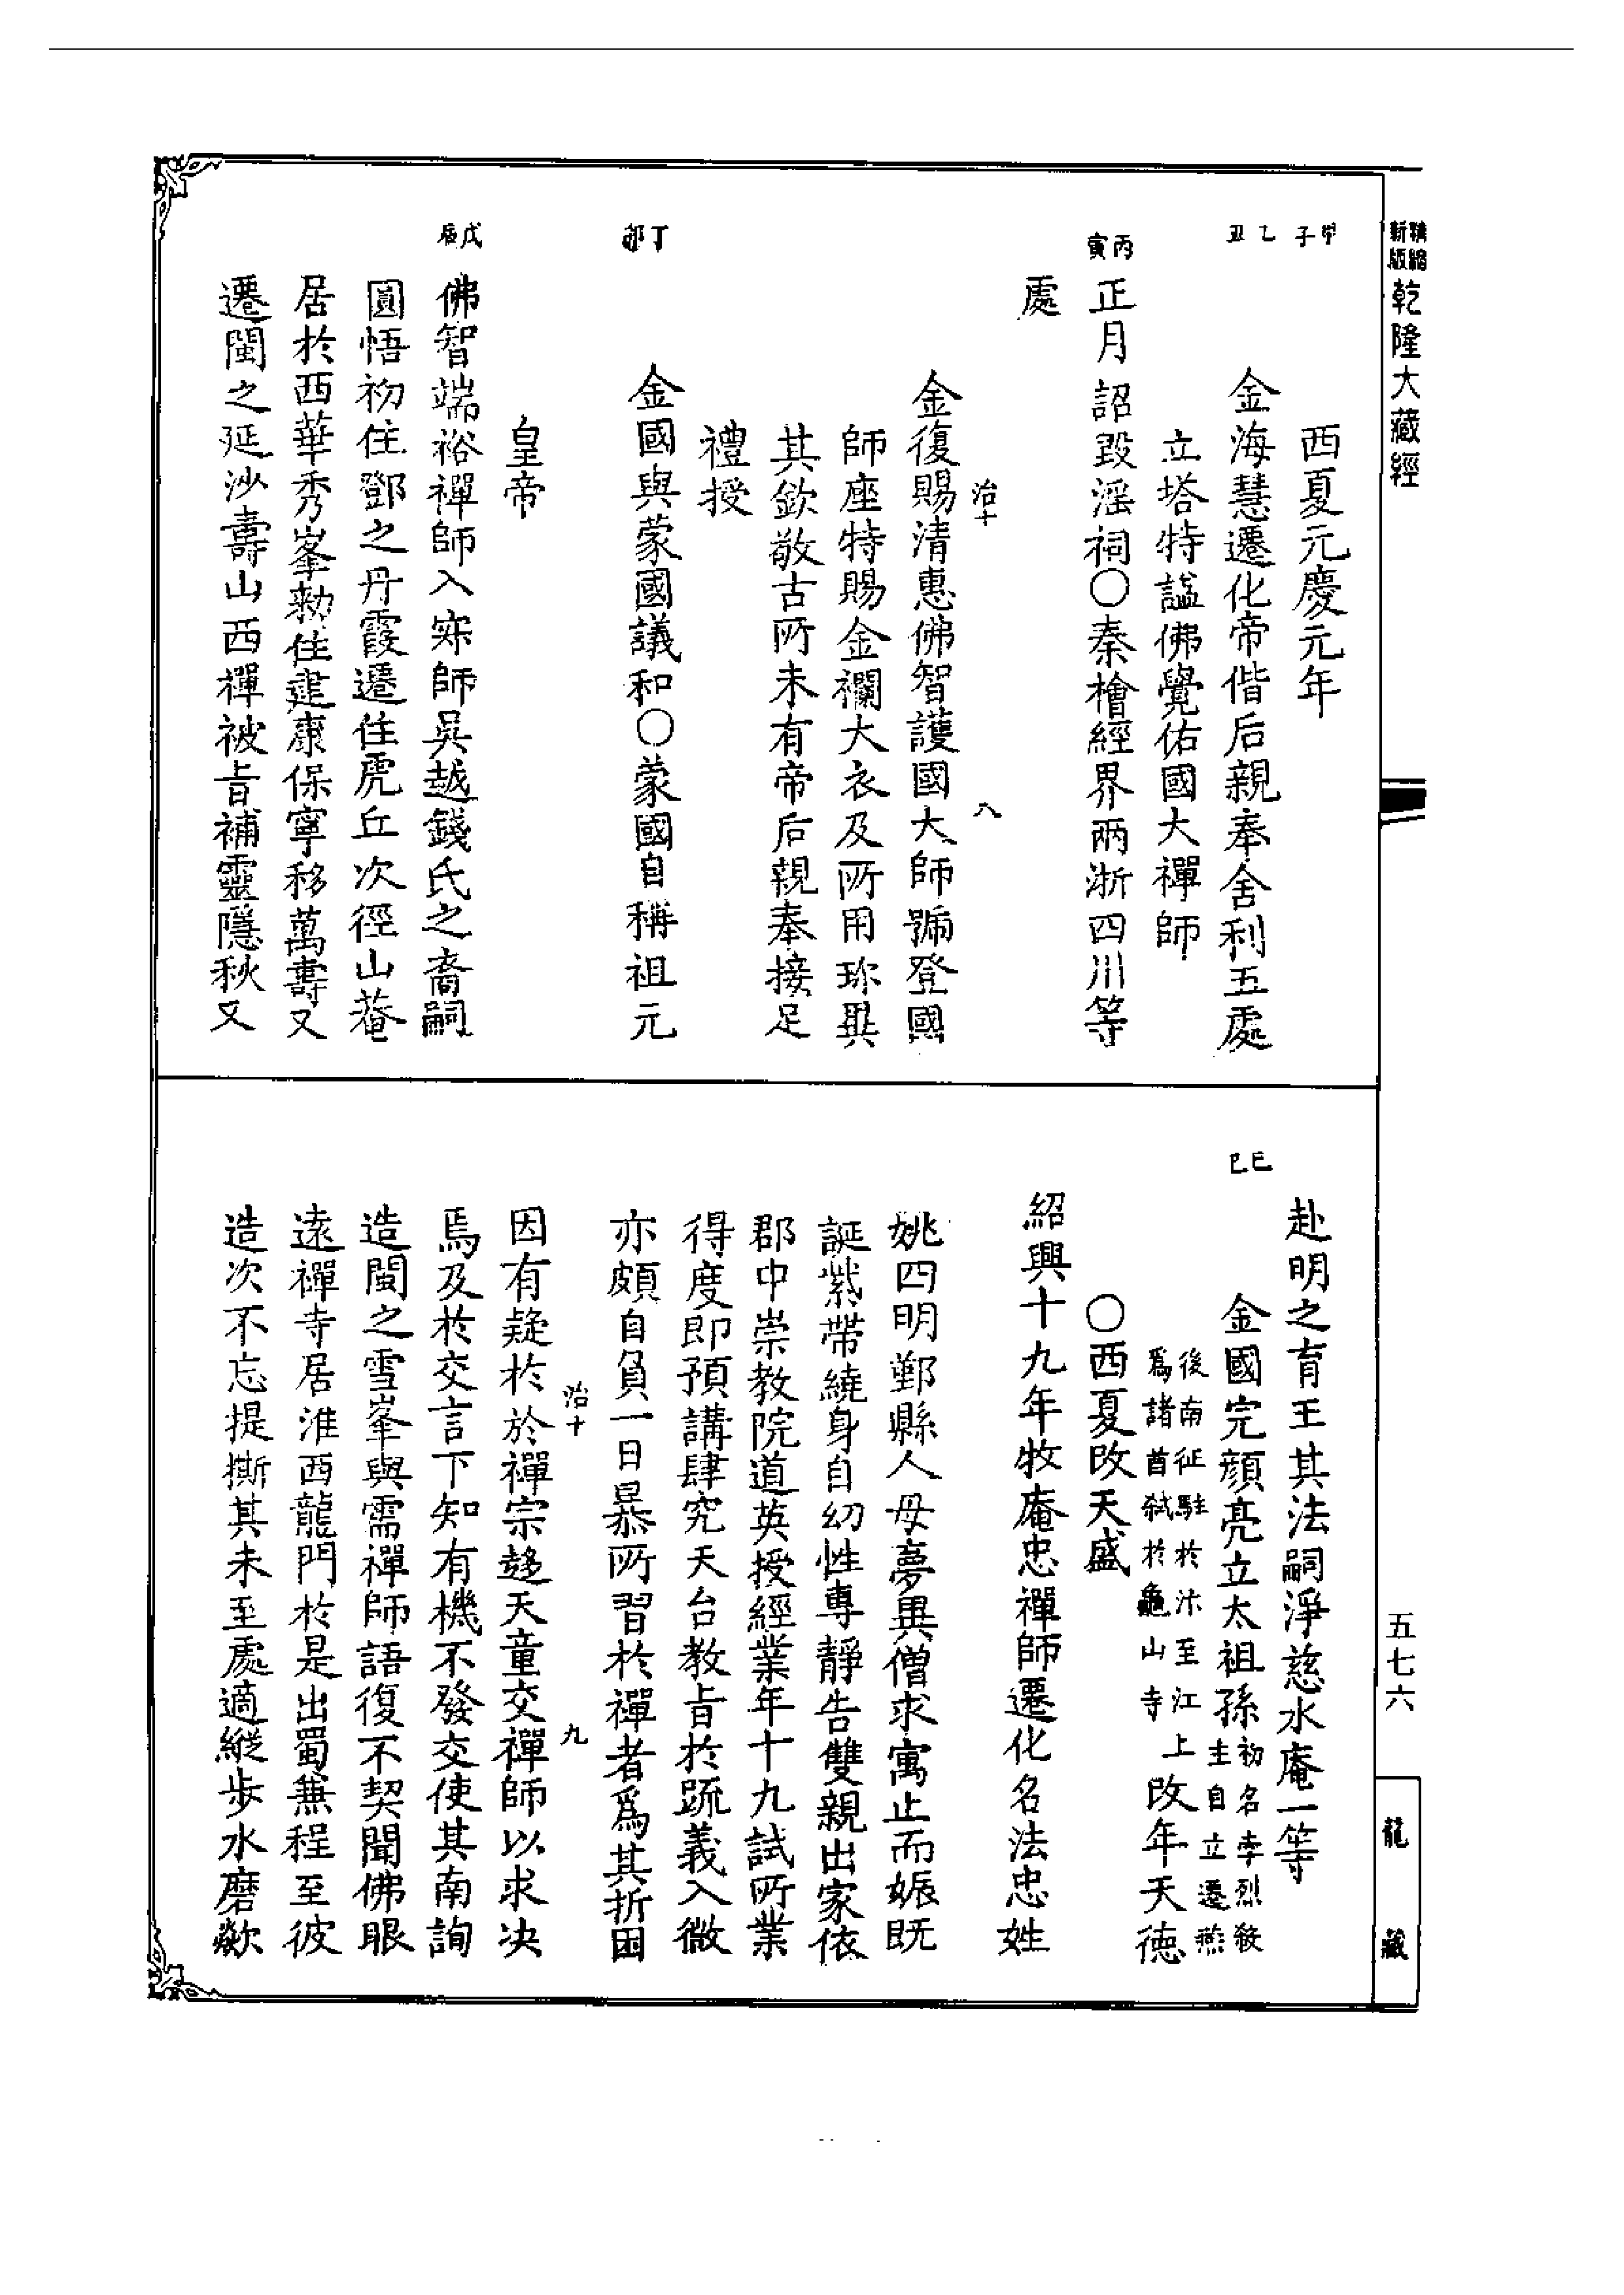 精縮新版乾隆大藏經
甲子
西夏元慶元年
乙丑
金海慧遷化帝偕后親奉舍利五處
立塔特諡佛覺佑國大禪師
丙寅
正月詔毀淫祠○秦檜經界兩浙四川等
處
治十
八
金復賜清惠佛智護國大師號登國
師座特賜金襴大衣及所用珎異
其欽敬古所未有帝后親奉接足
禮授
丁卯
金國與蒙國議和○蒙國自稱祖元
皇帝
戊辰
佛智端裕禪師入寂師吳越錢氏之裔嗣
圓悟初住鄧之丹霞遷住虎丘次徑山菴
居於西華秀峯勑住建康保寧移萬壽又
遷閩之延沙壽山西禪被旨補靈隱秋又
赴明之育王其法嗣淨慈水庵一等
己巳
金國完顏亮立太祖孫初名孛烈敓
主自立遷燕
後南征駐於汴至江上
爲諸酋弒於龜山寺
改年天德
○西夏改天盛
紹興十九年牧庵忠禪師遷化名法忠姓
姚四明鄞縣人母夢異僧求寓止而娠既
誕紫帶繞身自幼性專靜告雙親出家依
郡中崇教院道英授經業年十九試所業
得度即預講肆究天台教旨於䟽義入微
亦頗自負一日暴所習於禪者爲其折困
治十
九
因有疑於於禪宗趍天童交禪師以求决
焉及於交言下知有機不發交使其南詢
造閩之雪峯與需禪師語復不契聞佛眼
遠禪寺居淮西龍門於是出蜀兼程至彼
造次不忘提撕其未至處適縱步水磨歘
五七六
龍藏